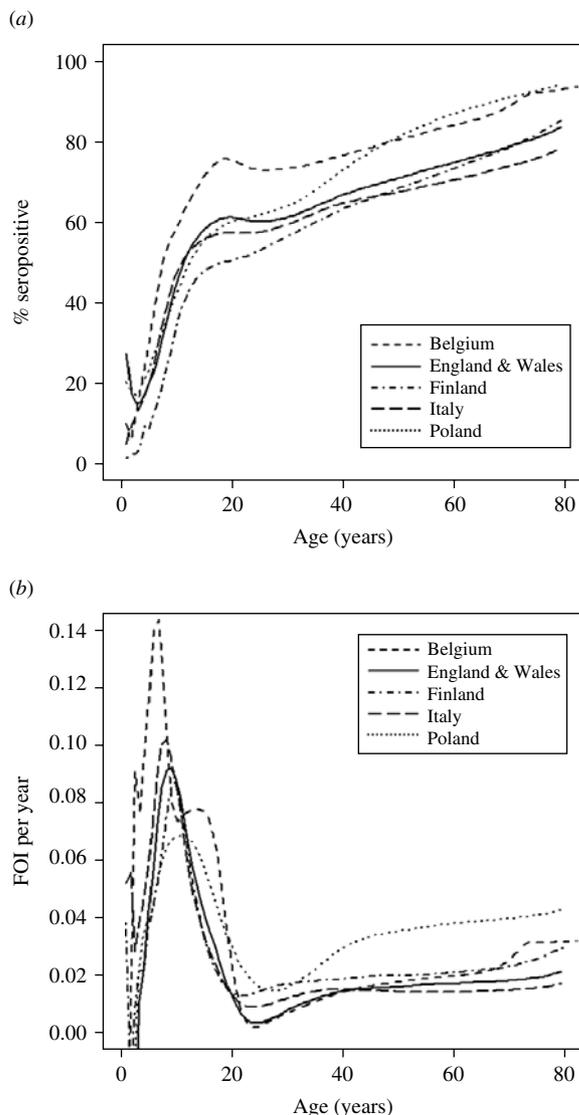 (a)
100
80
60
40
20
0
% seropositive
Belgium
England & Wales
Finland
Italy
Poland
0 20 40 60 80
Age (years)
(b)
0.14
0.12
0.10
0.08
0.06
0.04
0.02
0.00
FOI per year
Belgium
England & Wales
Finland
Italy
Poland
0 20 40 60 80
Age (years)